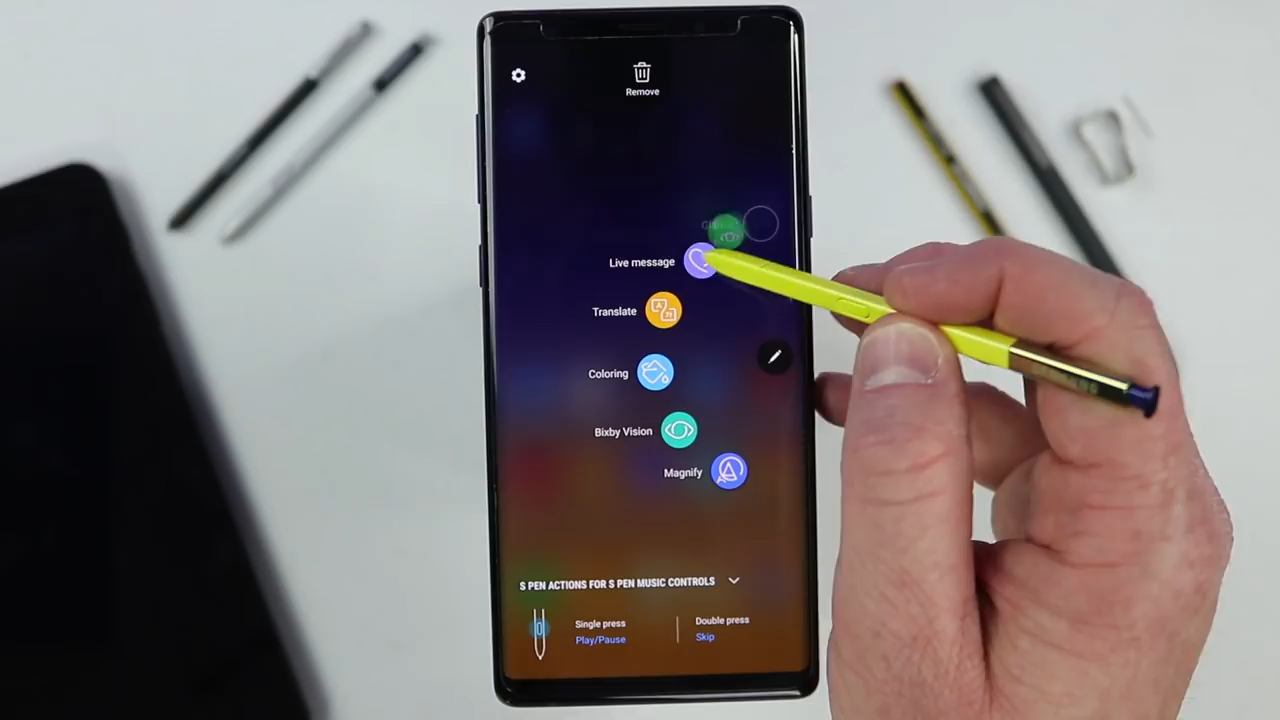 Remove
Live message
Translate
Coloring
Bixby Vision
Magnify
S PEN ACTIONS FOR S PEN MUSIC CONTROLS
Single press
Play/Pause
Double press
Skip